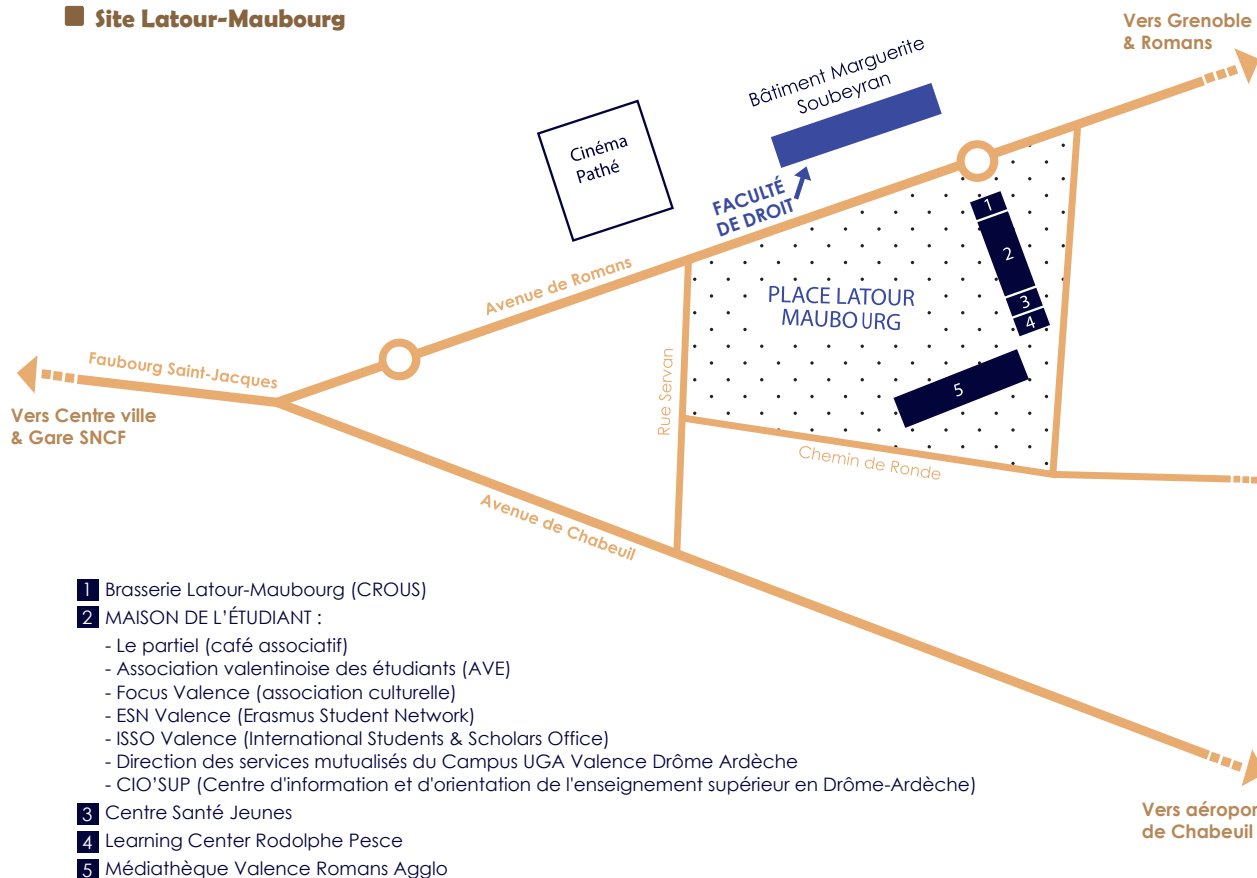 Site Latour-Maubourg
Vers Grenoble
& Romans
Bâtiment Marguerite
Soubeyran
Cinéma
Pathé
FACULTÉ
DE DROIT
1
2
3
4
5
PLACE LATOUR
MAUBOURG
Avenue de Romans
Faubourg Saint-Jacques
Vers Centre ville
& Gare SNCF
Rue Servan
Chemin de Ronde
Avenue de Chabeuil
Vers aéropor
de Chabeuil
1 Brasserie Latour-Maubourg (CROUS)
2 MAISON DE L'ÉTUDIANT :
- Le partiel (café associatif)
- Association valentinoise des étudiants (AVE)
- Focus Valence (association culturelle)
- ESN Valence (Erasmus Student Network)
- ISSO Valence (International Students & Scholars Office)
- Direction des services mutualisés du Campus UGA Valence Drôme Ardèche
- CIO'SUP (Centre d'information et d'orientation de l'enseignement supérieur en Drôme-Ardèche)
3 Centre Santé Jeunes
4 Learning Center Rodolphe Pesce
5 Médiathèque Valence Romans Agglo